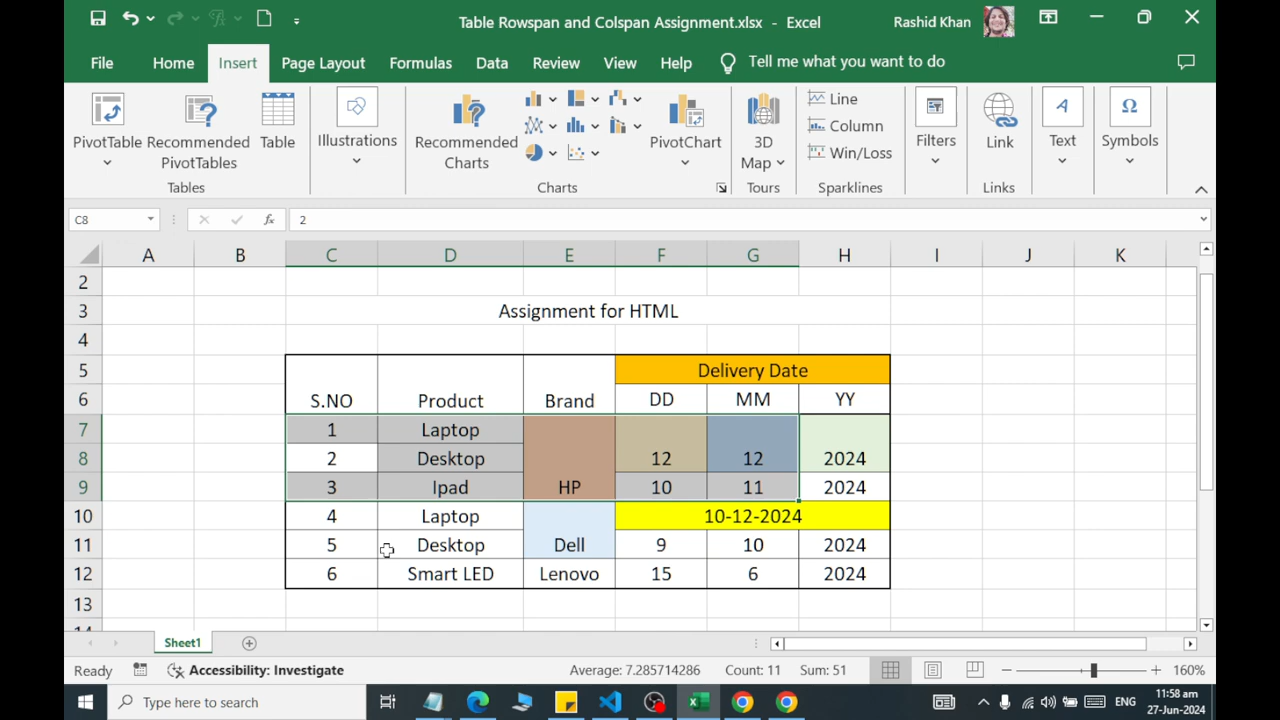 Table Rowspan and Colspan Assignment.xlsx - Excel
Rashid Khan
File Home Insert Page Layout Formulas Data Review View Help Tell me what you want to do
PivotTable
Recommended PivotTables
Table
Tables
Illustrations
Recommended Charts
PivotChart
Charts
3D Map
Tours
Line
Column
Win/Loss
Sparklines
Filters
Link
Links
Text
Symbols
C8 fx 2
A B C D E F G H I J K
2
3 Assignment for HTML
4
5 Delivery Date
6 S.NO Product Brand DD MM YY
7 1 Laptop
8 2 Desktop 12 12 2024
9 3 Ipad HP 10 11 2024
10 4 Laptop 10-12-2024
11 5 Desktop Dell 9 10 2024
12 6 Smart LED Lenovo 15 6 2024
13
14
Sheet1
Ready Accessibility: Investigate Average: 7.285714286 Count: 11 Sum: 51 160%
Type here to search ENG 11:58 am
27-Jun-2024